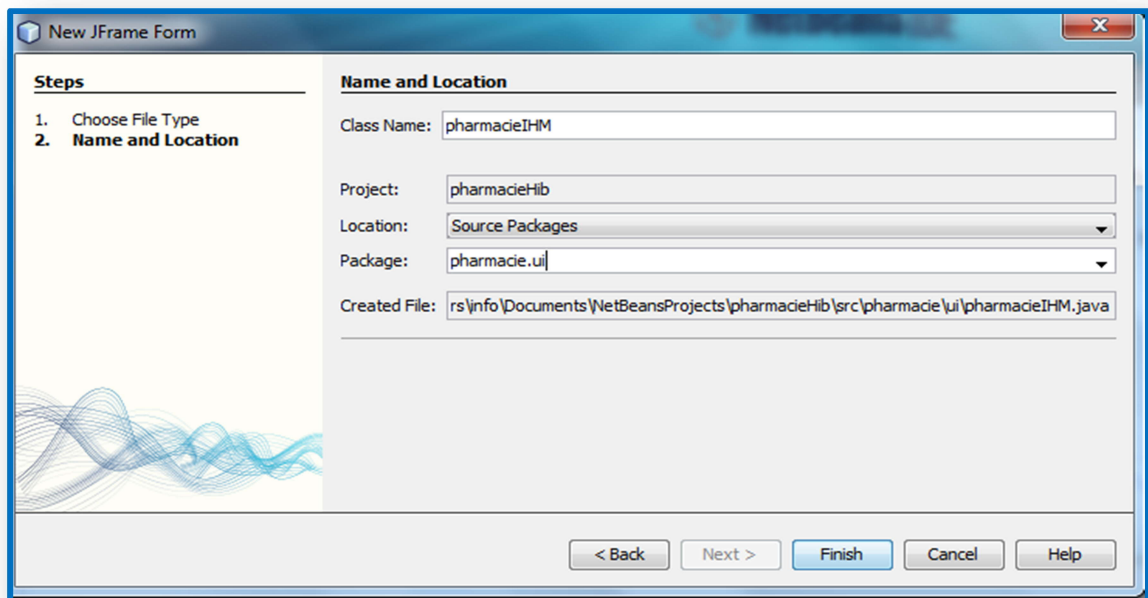 New JFrame Form
Steps
1. Choose File Type
2. Name and Location
Name and Location
Class Name: pharmacieIHM
Project: pharmacieHib
Location: Source Packages
Package: pharmacie.ui
Created File: rs\info\Documents\NetBeansProjects\pharmacieHib\src\pharmacie\ui\pharmacieIHM.java
< Back Next > Finish Cancel Help